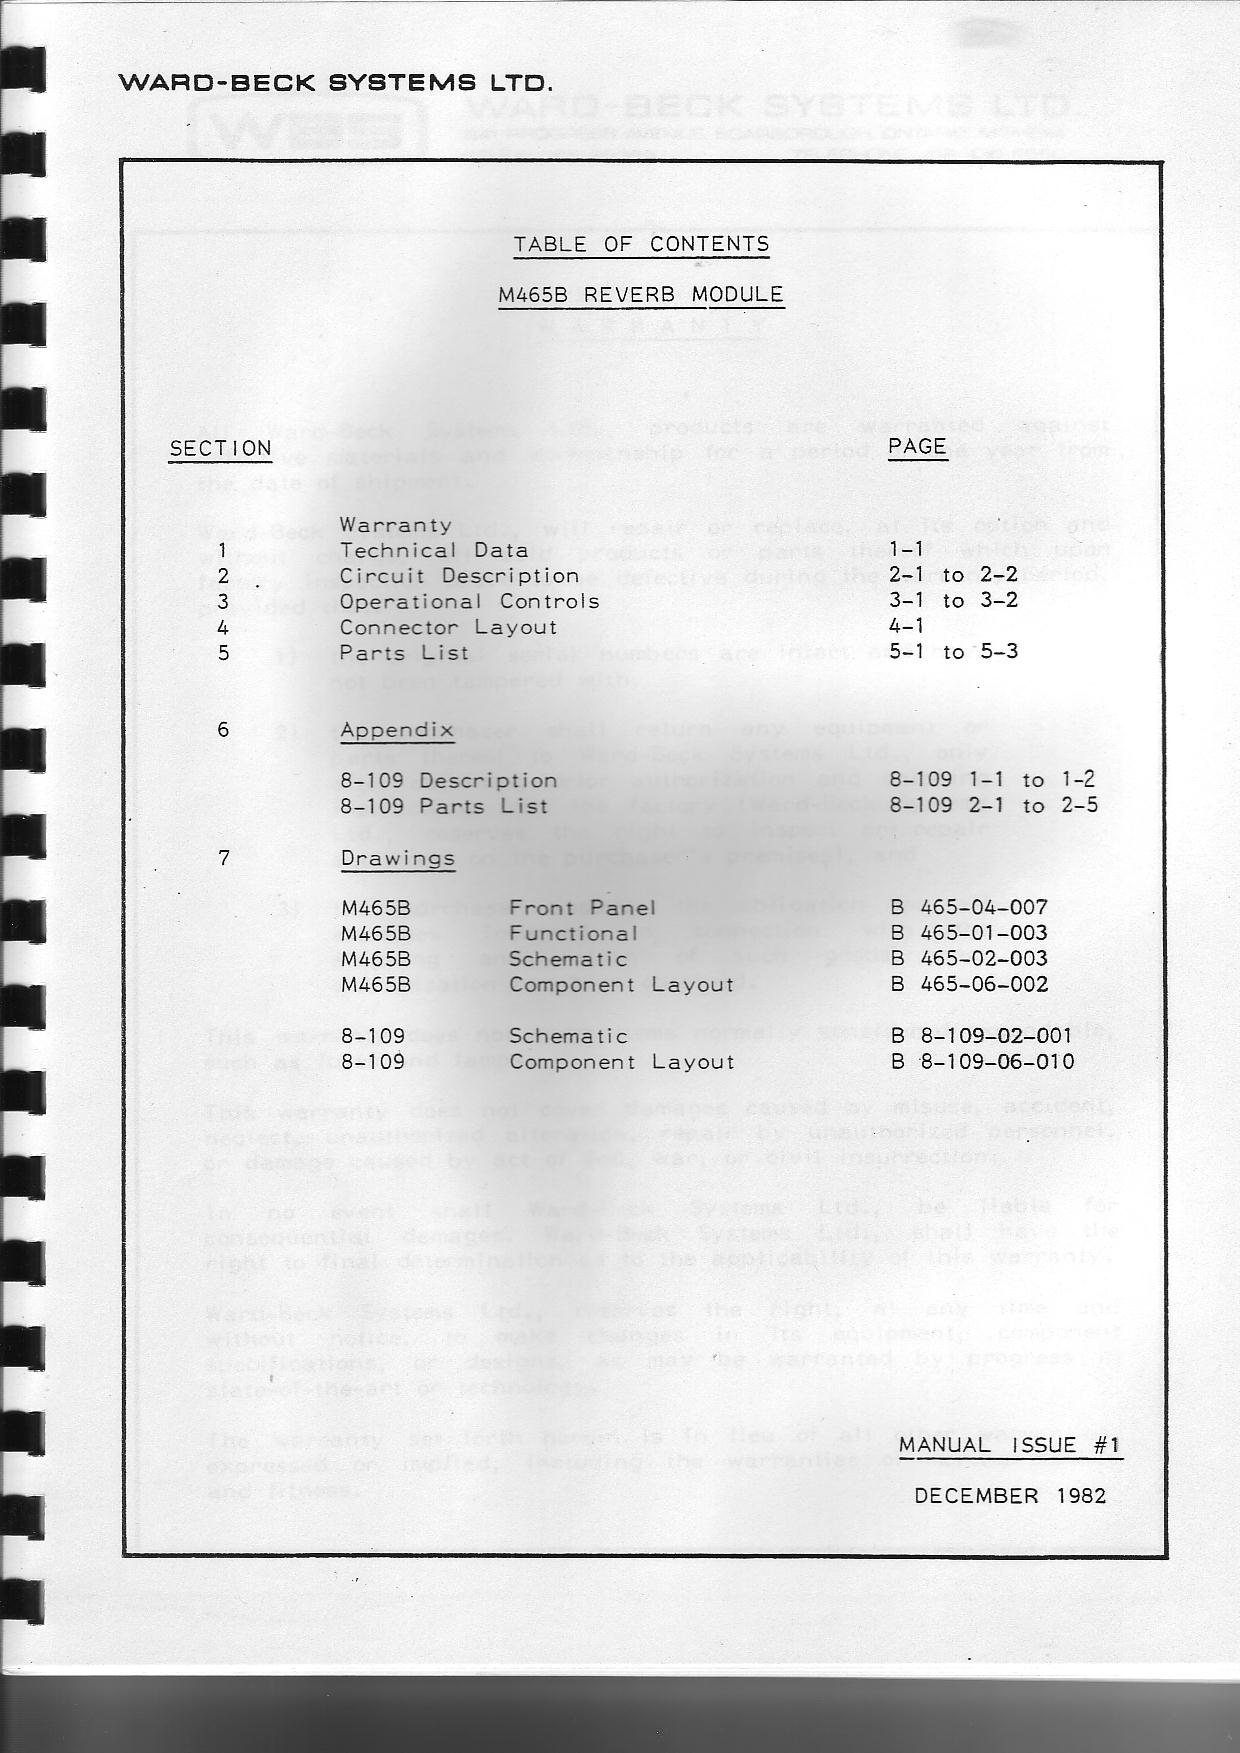 WARD-BECK SYSTEMS LTD.
TABLE OF CONTENTS
M465B REVERB MODULE
SECTION PAGE
Warranty
1 Technical Data 1-1
2 Circuit Description 2-1 to 2-2
3 Operational Controls 3-1 to 3-2
4 Connector Layout 4-1
5 Parts List 5-1 to 5-3
6 Appendix
8-109 Description 8-109 1-1 to 1-2
8-109 Parts List 8-109 2-1 to 2-5
7 Drawings
M465B Front Panel B 465-04-007
M465B Functional B 465-01-003
M465B Schematic B 465-02-003
M465B Component Layout B 465-06-002
8-109 Schematic B 8-109-02-001
8-109 Component Layout B 8-109-06-010
MANUAL ISSUE #1
DECEMBER 1982